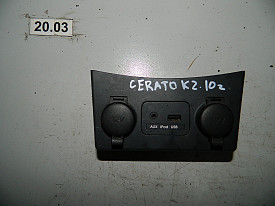 20.03
CERATO K2.10г
AUX iPod USB